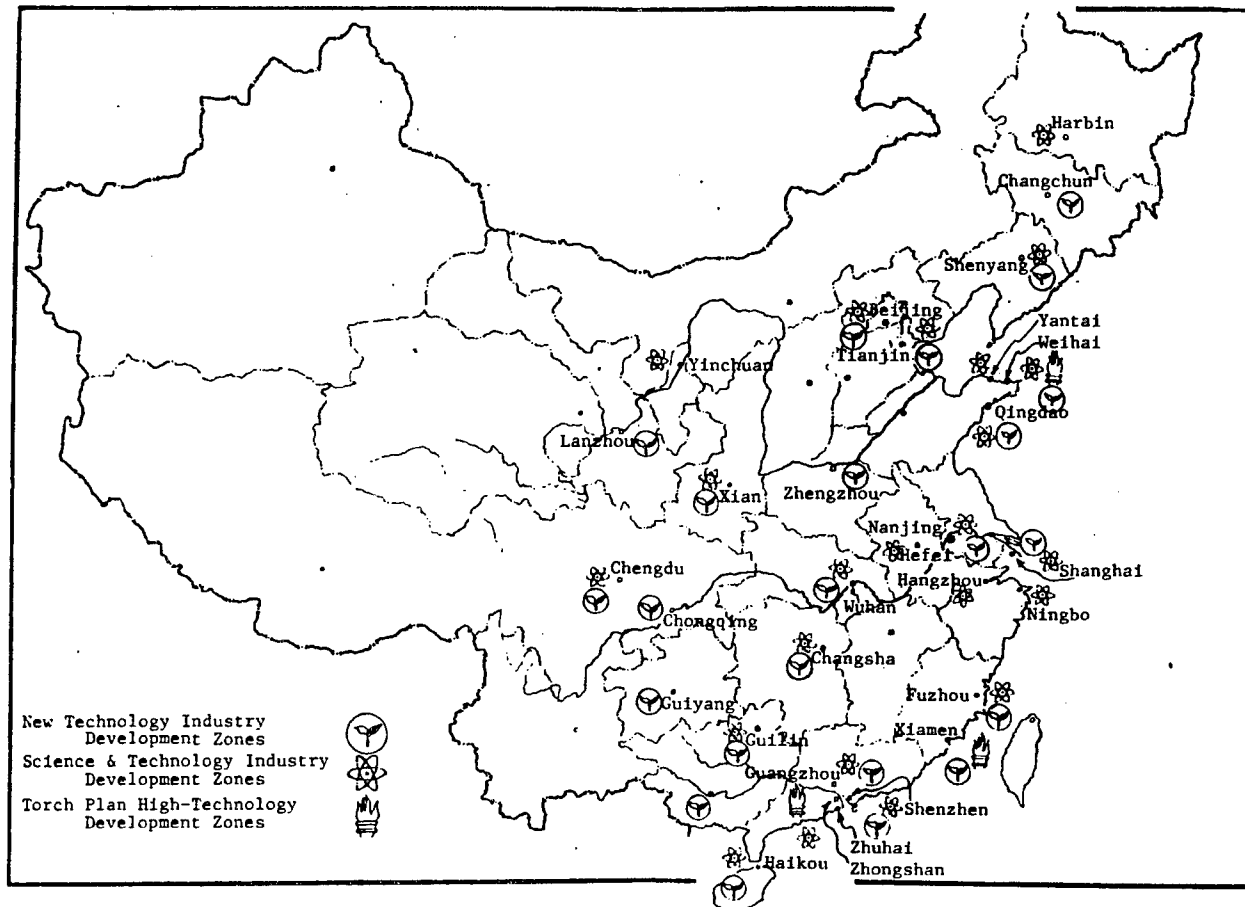 Harbin
Changchun
Shenyang
Beijing
Yantai
Weihai
Tianjin
Yinchuan
Qingdao
Lanzhou
Zhengzhou
Xian
Nanjing
Hefei
Shanghai
Chengdu
Hangzhou
Ningbo
Wuhan
Chongqing
Changsha
Fuzhou
Guiyang
Xiamen
Guilin
Guangzhou
Shenzhen
Zhuhai
Zhongshan
Haikou
New Technology Industry
Development Zones
Science & Technology Industry
Development Zones
Torch Plan High-Technology
Development Zones